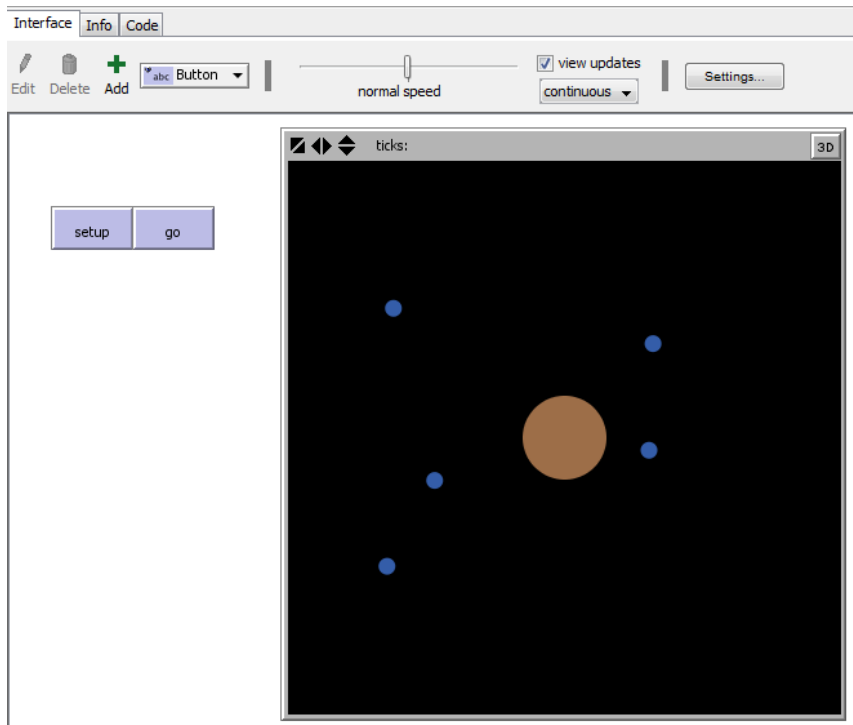 Interface Info Code
Edit Delete Add abc Button normal speed view updates continuous Settings...
ticks: 3D
setup go